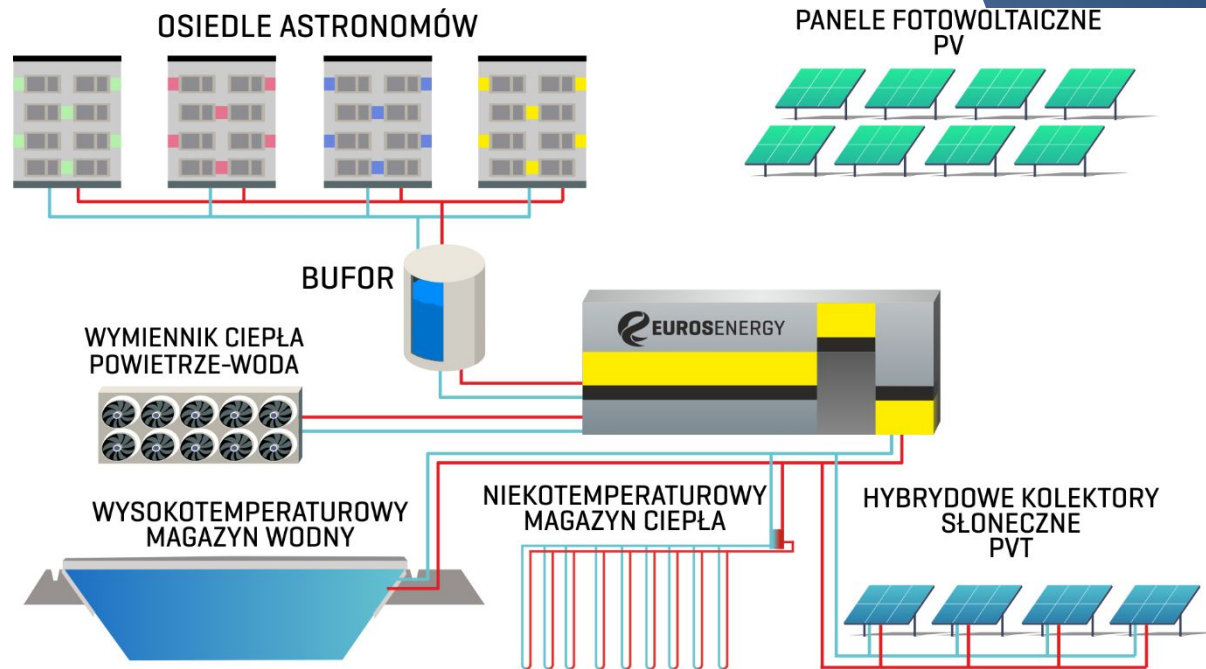 OSIEDLE ASTRONOMÓW
PANELE FOTOWOLTAICZNE
PV
BUFOR
EUROSENERGY
WYMIENNIK CIEPŁA
POWIETRZE-WODA
WYSOKOTEMPERATUROWY
MAGAZYN WODNY
NIEKOTEMPERATUROWY
MAGAZYN CIEPŁA
HYBRYDOWE KOLEKTORY
SŁONECZNE
PVT